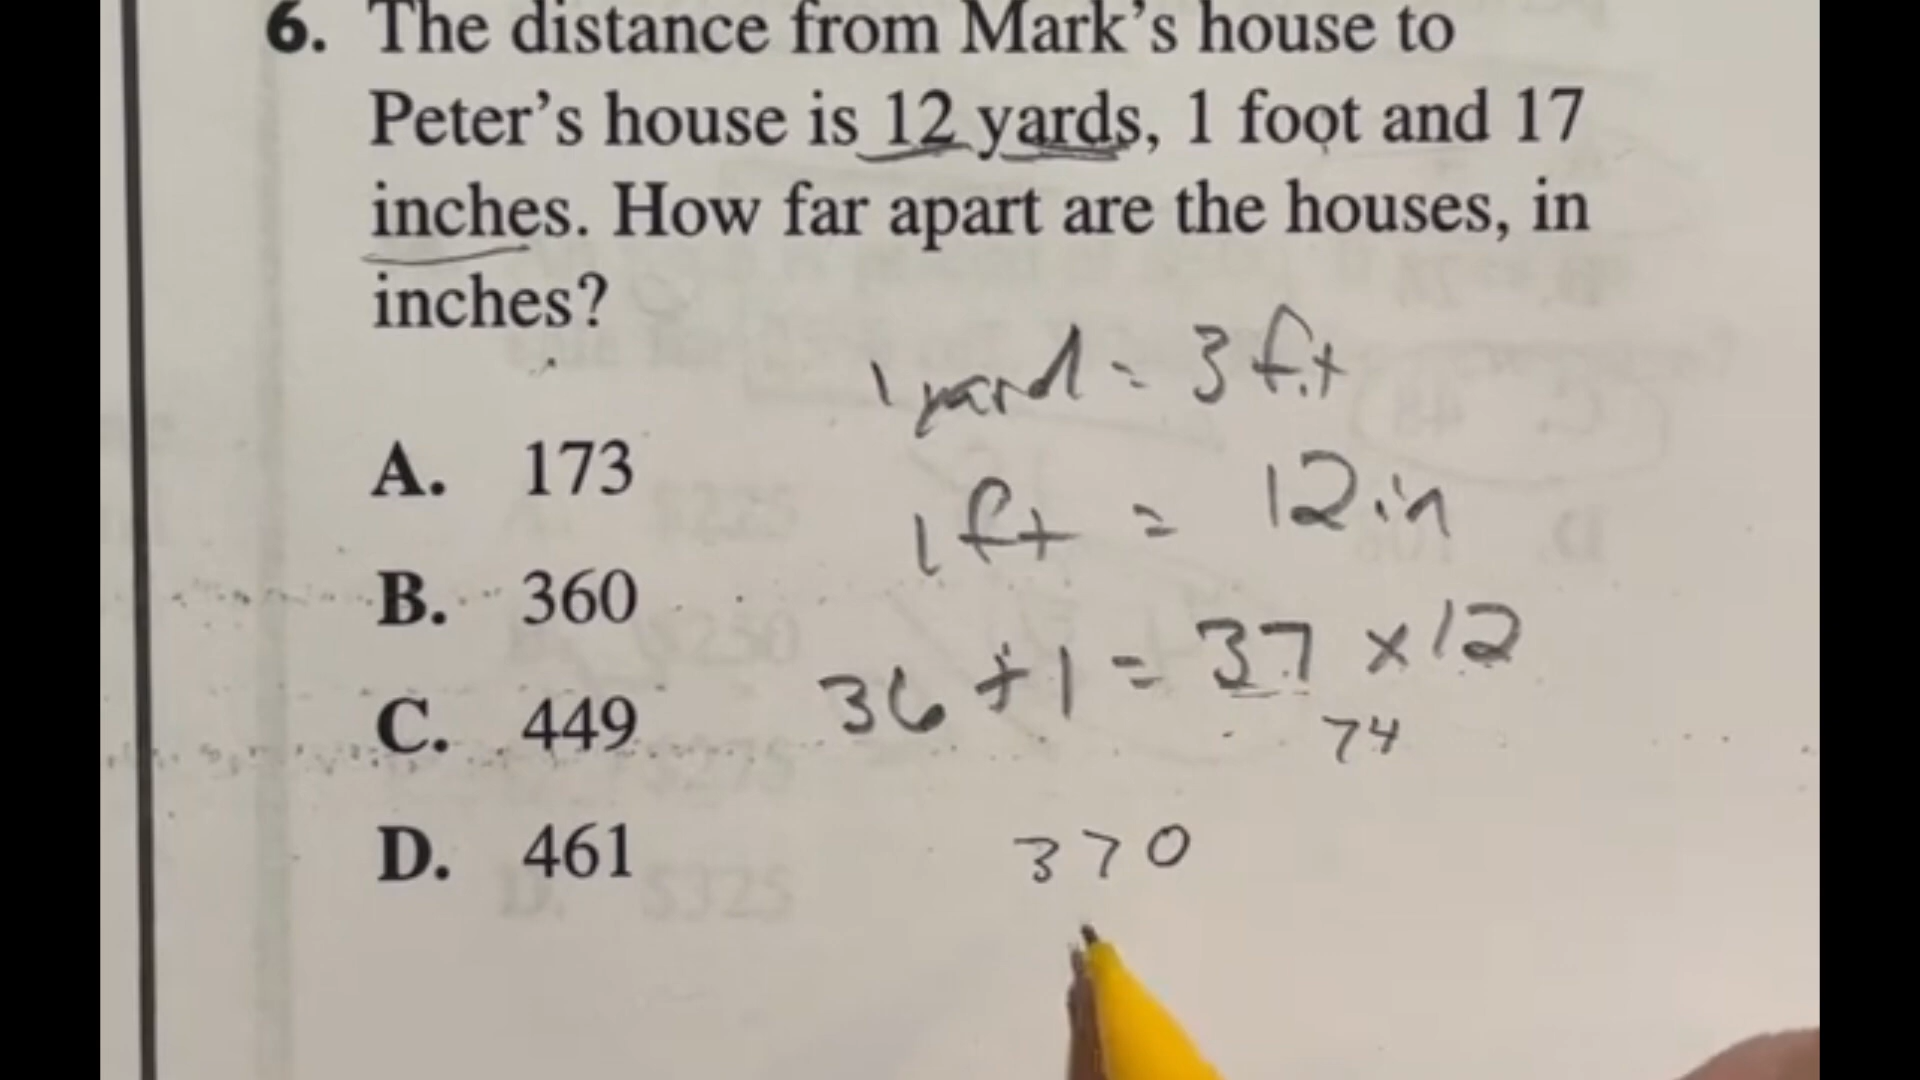 6. The distance from Mark's house to
Peter's house is 12 yards, 1 foot and 17
inches. How far apart are the houses, in
inches?
1 yard = 3 ft
A. 173
1 ft = 12 in
B. 360
36 + 1 = 37 x 12
C. 449
74
D. 461
370